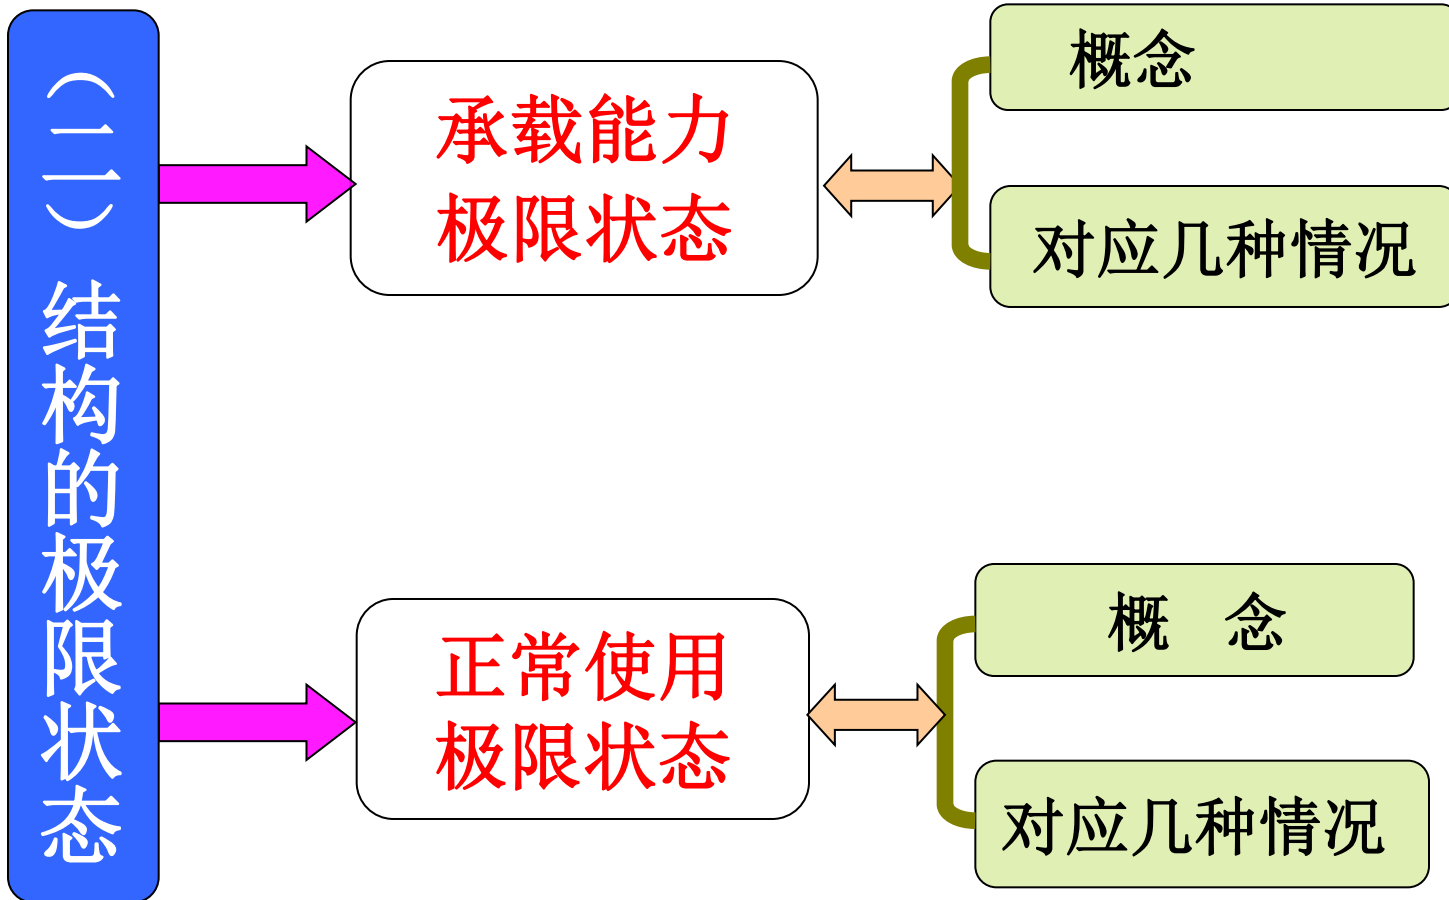 （二）结构的极限状态
承载能力
极限状态
概念
对应几种情况
正常使用
极限状态
概　念
对应几种情况